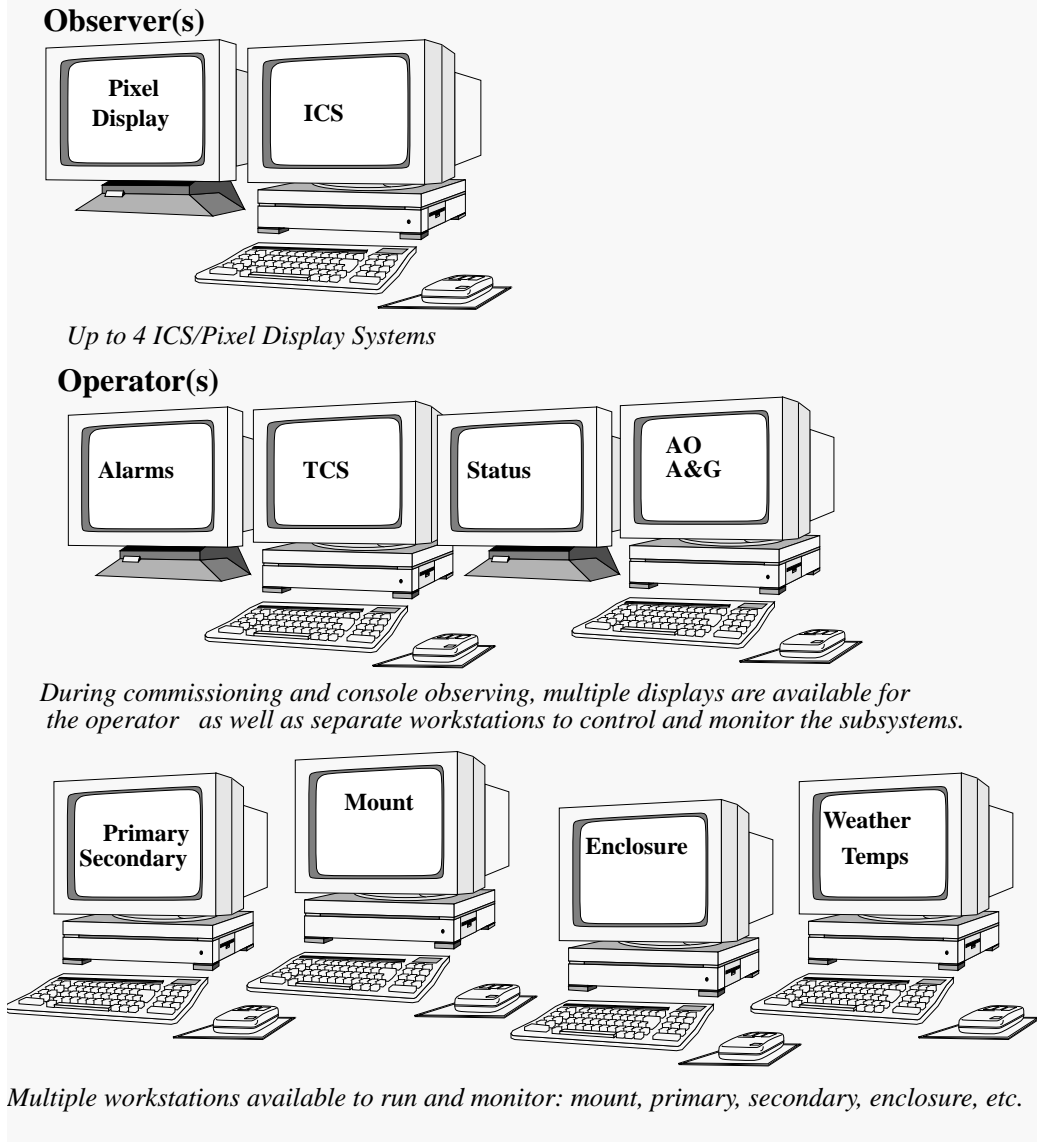 Observer(s)
Pixel
Display
ICS
Up to 4 ICS/Pixel Display Systems
Operator(s)
Alarms
TCS
Status
AO
A&G
During commissioning and console observing, multiple displays are available for
the operator as well as separate workstations to control and monitor the subsystems.
Primary
Secondary
Mount
Enclosure
Weather
Temps
Multiple workstations available to run and monitor: mount, primary, secondary, enclosure, etc.